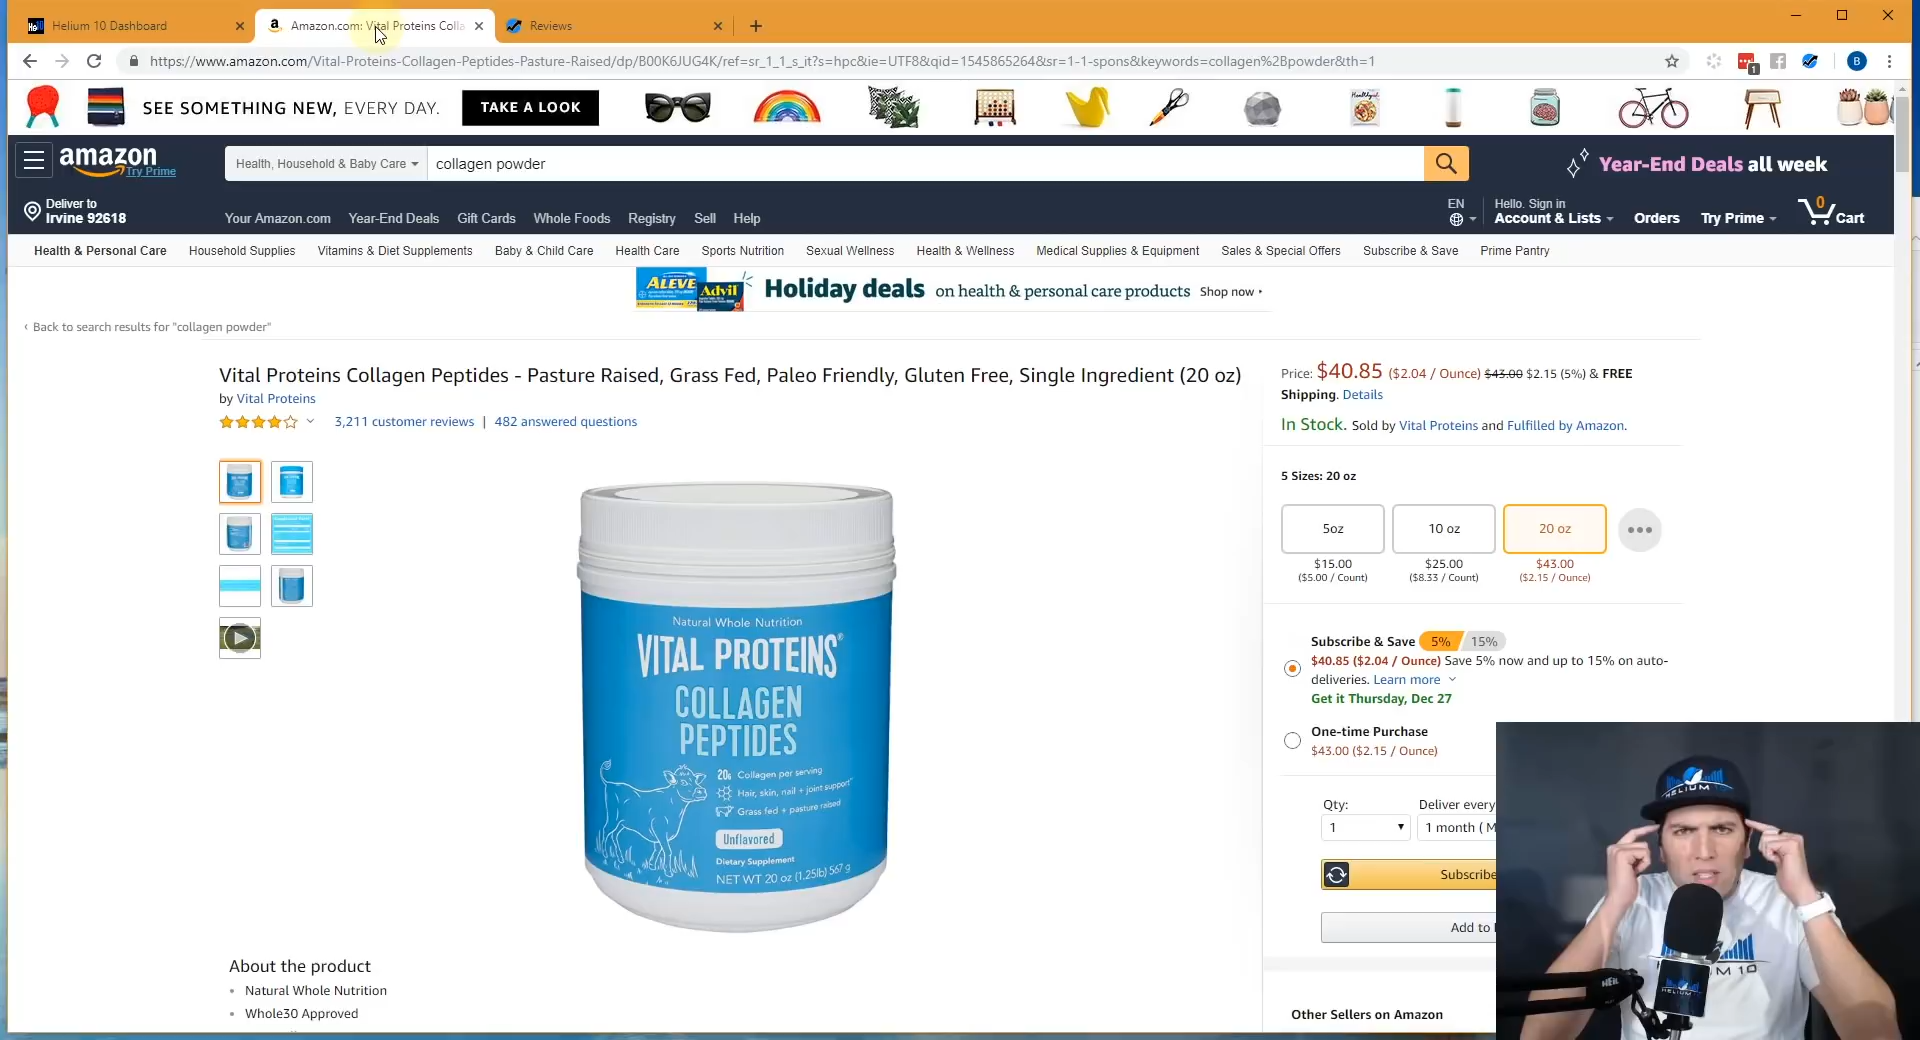 Helium 10 Dashboard
Amazon.com: Vital Proteins Colla
Reviews
https://www.amazon.com/Vital-Proteins-Collagen-Peptides-Pasture-Raised/dp/B00K6JUG4K/ref=sr_1_1_s_it?s=hpc&ie=UTF8&qid=1545865264&sr=1-1-spons&keywords=collagen%2Bpowder&th=1
1
B
SEE SOMETHING NEW, EVERY DAY.
TAKE A LOOK
amazon
Try Prime
Health, Household & Baby Care
collagen powder
Year-End Deals all week
Deliver to
Irvine 92618
Your Amazon.com
Year-End Deals
Gift Cards
Whole Foods
Registry
Sell
Help
EN
Hello. Sign in
Account & Lists
Orders
Try Prime
0
Cart
Health & Personal Care
Household Supplies
Vitamins & Diet Supplements
Baby & Child Care
Health Care
Sports Nutrition
Sexual Wellness
Health & Wellness
Medical Supplies & Equipment
Sales & Special Offers
Subscribe & Save
Prime Pantry
ALEVE
Advil
Holiday deals on health & personal care products Shop now
‹ Back to search results for "collagen powder"
Vital Proteins Collagen Peptides - Pasture Raised, Grass Fed, Paleo Friendly, Gluten Free, Single Ingredient (20 oz)
by Vital Proteins
3,211 customer reviews | 482 answered questions
Natural Whole Nutrition
VITAL PROTEINS®
COLLAGEN
PEPTIDES
20g Collagen per serving
Hair, skin, nail + joint support
Grass fed + pasture raised
Unflavored
Dietary Supplement
NET WT 20 oz (1.25lb) 567 g
About the product
• Natural Whole Nutrition
• Whole30 Approved
Price: $40.85 ($2.04 / Ounce) $43.00 $2.15 (5%) & FREE
Shipping. Details
In Stock. Sold by Vital Proteins and Fulfilled by Amazon.
5 Sizes: 20 oz
5oz
10 oz
20 oz
$15.00
($5.00 / Count)
$25.00
($8.33 / Count)
$43.00
($2.15 / Ounce)
Subscribe & Save 5% 15%
$40.85 ($2.04 / Ounce) Save 5% now and up to 15% on auto-
deliveries. Learn more
Get it Thursday, Dec 27
One-time Purchase
$43.00 ($2.15 / Ounce)
Qty:
1
Deliver every
1 month ( M
Subscribe
Add to
Other Sellers on Amazon
HELIUM 10
HELIUM 10